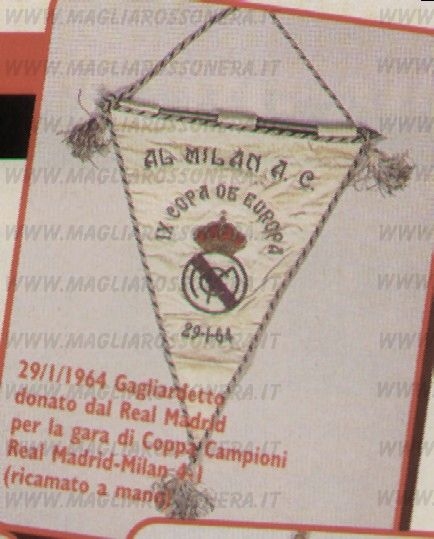 WWW.MAGLIAROSSONERA.IT
AL MILAN A. C.
IX COPA DE EUROPA
29-1-64
29/1/1964 Gagliardetto
donato dal Real Madrid
per la gara di Coppa Campioni
Real Madrid-Milan 4-1
(ricamato a mano)